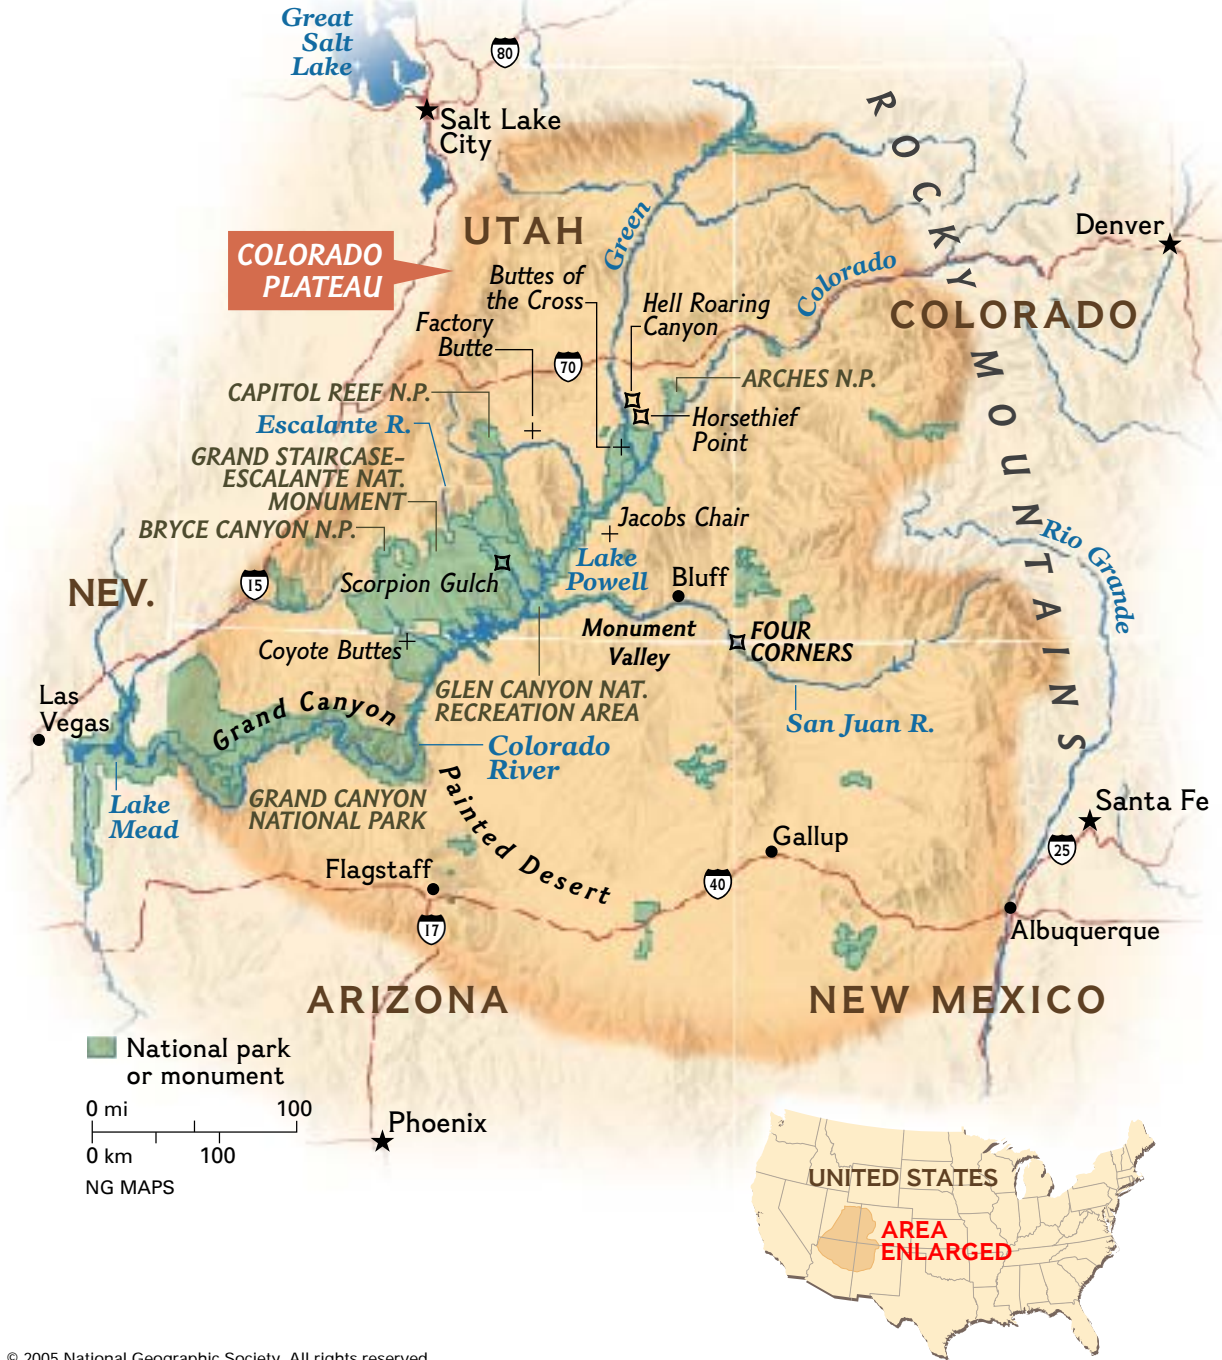 Great
Salt
Lake
80
Salt Lake
City
ROCKY MOUNTAINS
UTAH
Green
Denver
COLORADO
PLATEAU
Buttes of
the Cross
Colorado
Hell Roaring
Canyon
COLORADO
Factory
Butte
70
CAPITOL REEF N.P.
ARCHES N.P.
Escalante R.
Horsethief
Point
GRAND STAIRCASE-
ESCALANTE NAT.
MONUMENT
BRYCE CANYON N.P.
Jacobs Chair
Rio Grande
Lake
Powell
NEV.
15
Scorpion Gulch
Bluff
Monument
Valley
FOUR
CORNERS
Coyote Buttes
GLEN CANYON NAT.
RECREATION AREA
Las
Vegas
Grand Canyon
San Juan R.
Colorado
River
Lake
Mead
GRAND CANYON
NATIONAL PARK
Painted Desert
Santa Fe
Gallup
25
Flagstaff
40
17
Albuquerque
ARIZONA
NEW MEXICO
National park
or monument
0 mi 100
0 km 100
Phoenix
NG MAPS
UNITED STATES
AREA
ENLARGED
© 2005 National Geographic Society. All rights reserved.